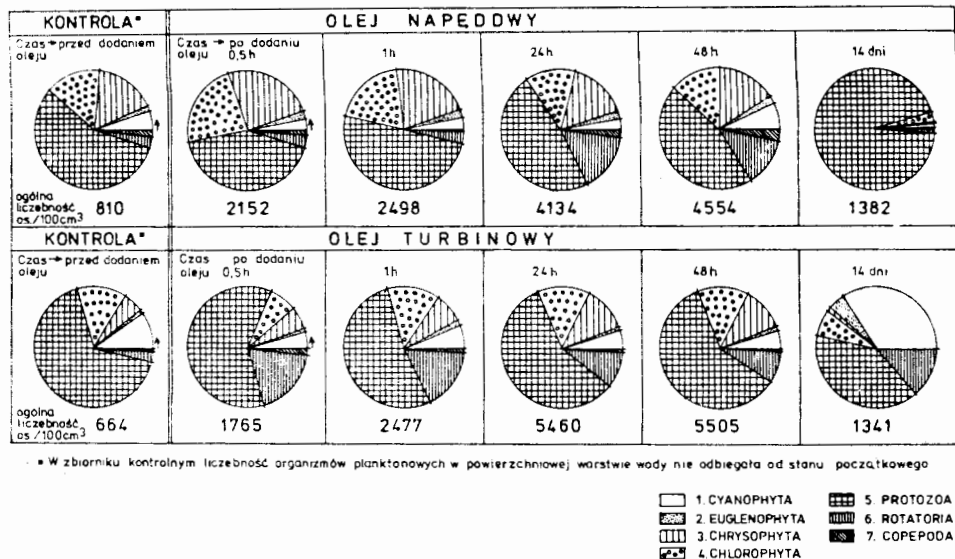 KONTROLA* OLEJ NAPĘDOWY
Czas → przed dodaniem
oleju
Czas → po dodaniu
oleju 0,5h
1h
24h
48h
14 dni
ogólna
liczebność
os./100cm³
810
2152
2498
4134
4554
1382
KONTROLA* OLEJ TURBINOWY
Czas → przed dodaniem
oleju
Czas po dodaniu
oleju 0,5h
1h
24h
48h
14 dni
ogólna
liczebność
os./100cm³
664
1765
2477
5460
5505
1341
* W zbiorniku kontrolnym liczebność organizmów planktonowych w powierzchniowej warstwie wody nie odbiegała od stanu początkowego
1. CYANOPHYTA
2. EUGLENOPHYTA
3. CHRYSOPHYTA
4. CHLOROPHYTA
5. PROTOZOA
6. ROTATORIA
7. COPEPODA